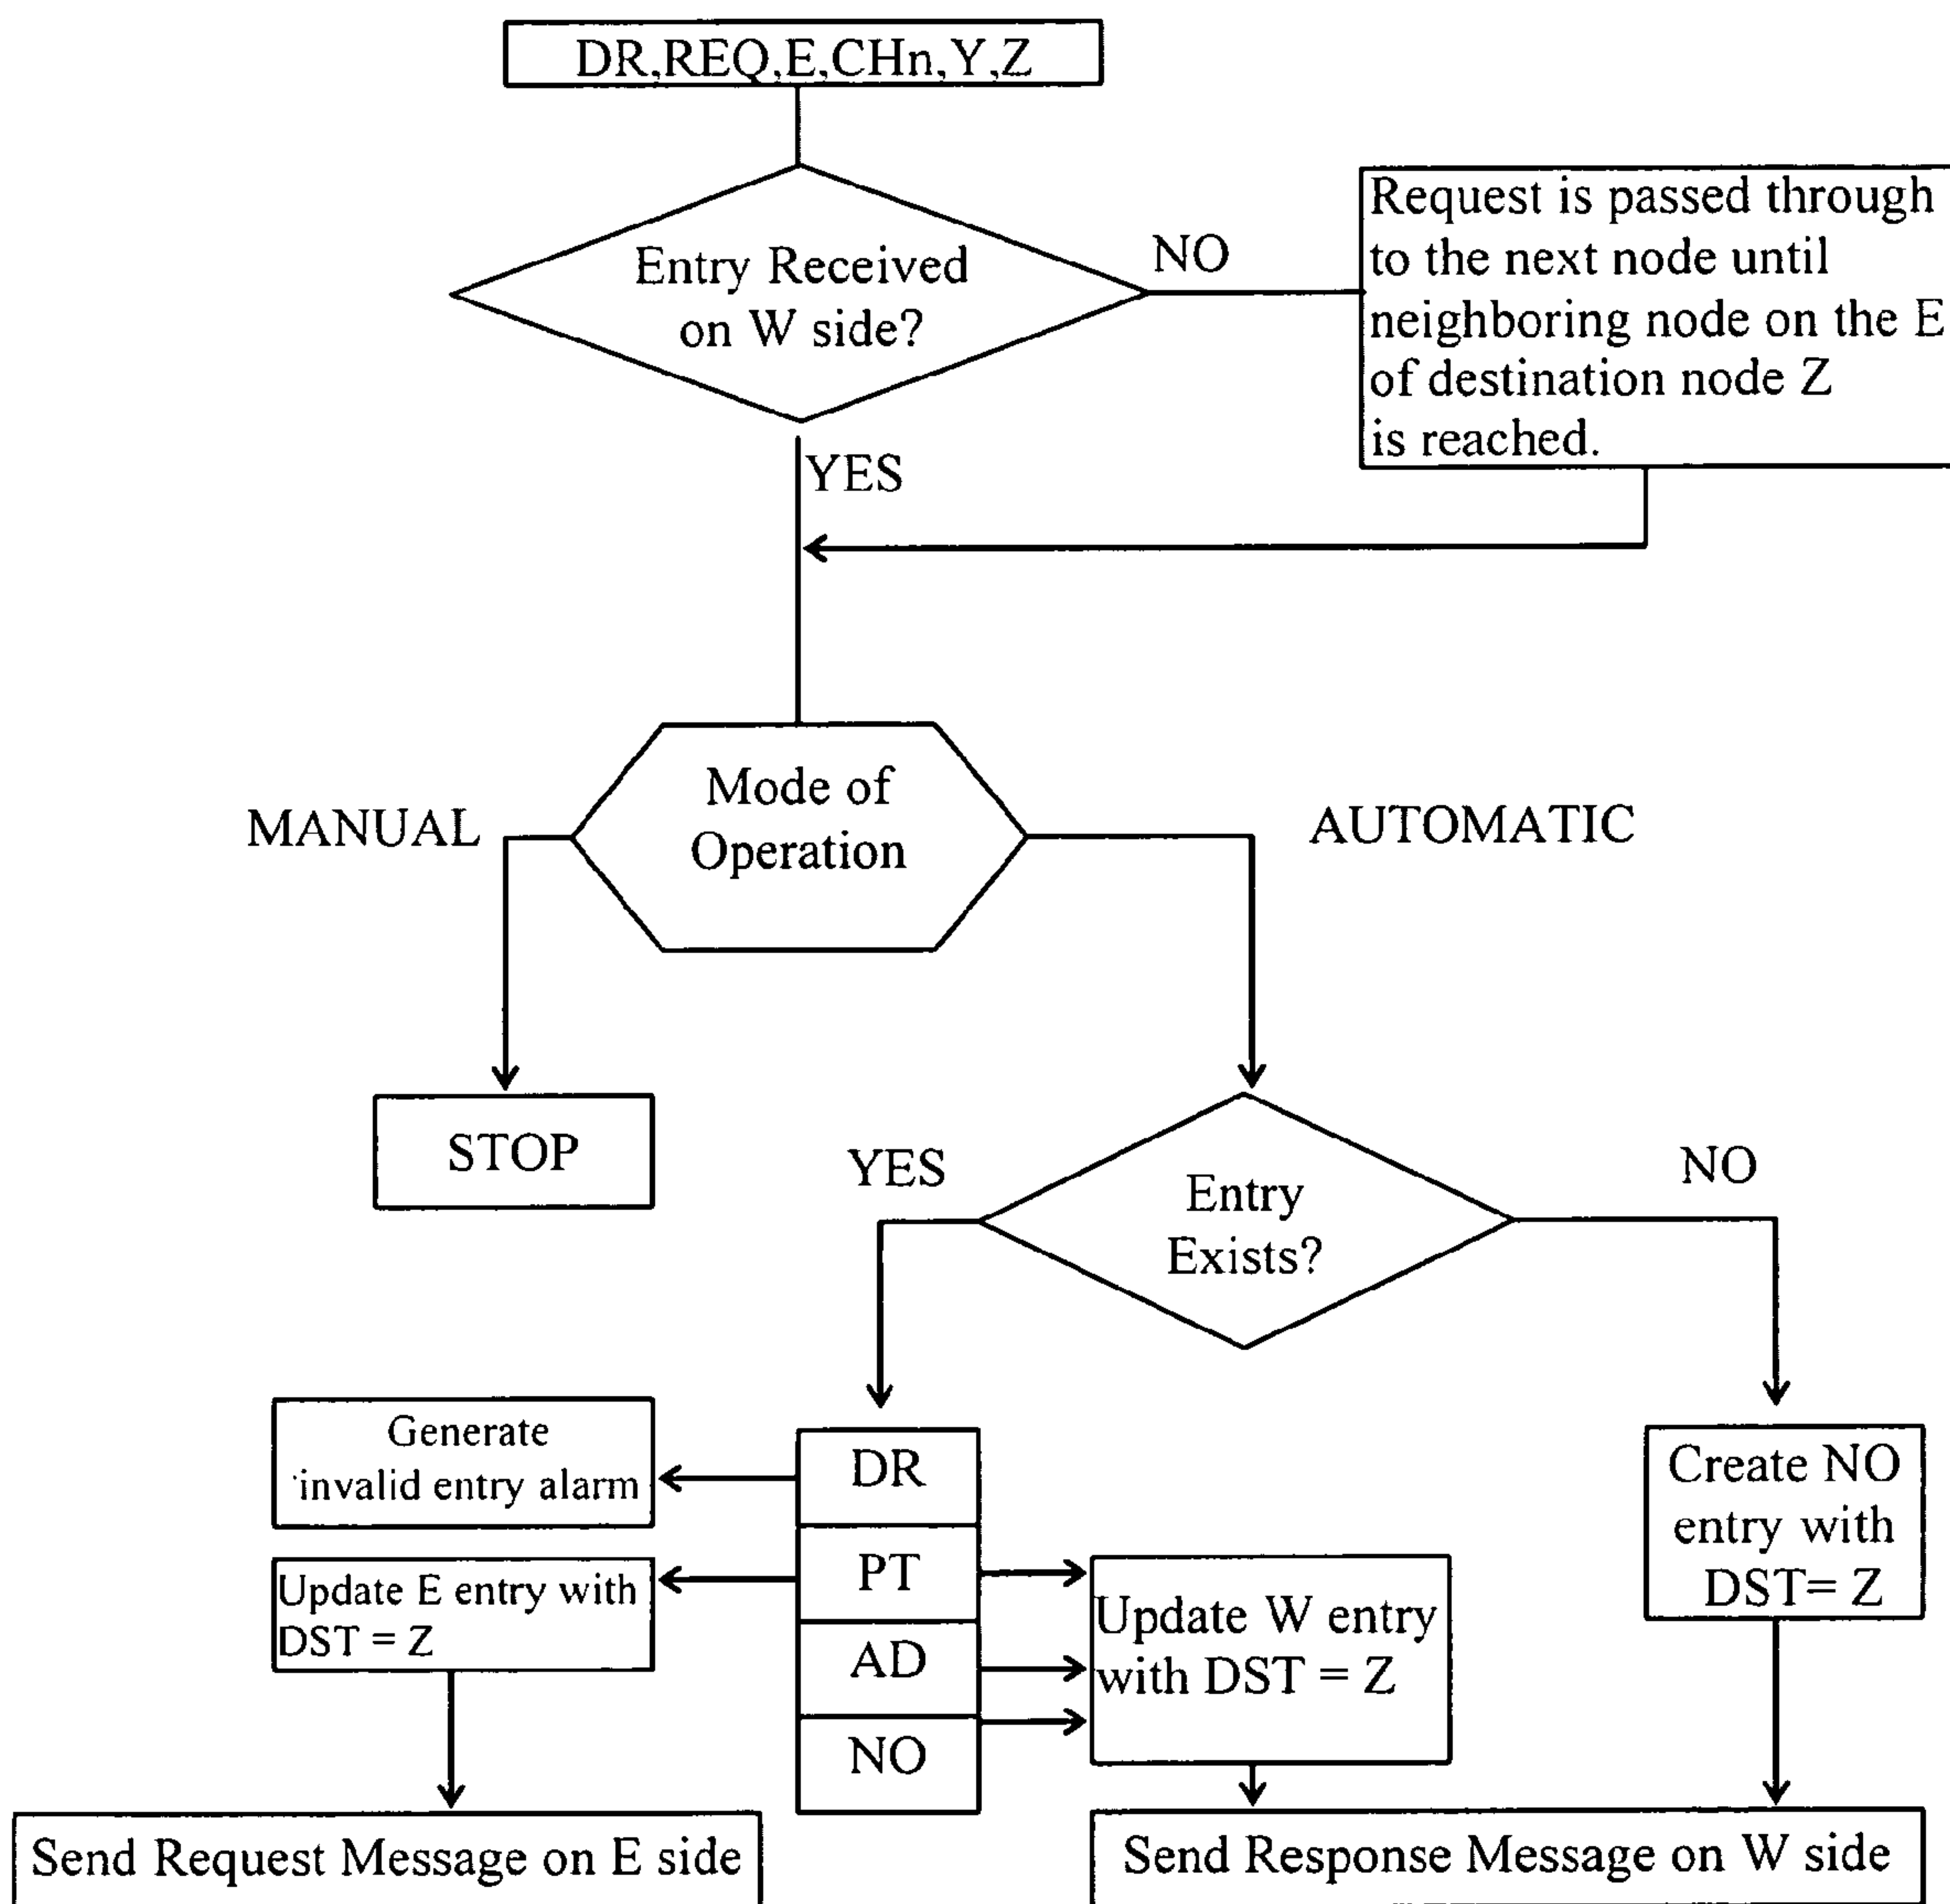 DR,REQ,E,CHn,Y,Z
Entry Received
on W side?
NO
Request is passed through
to the next node until
neighboring node on the E
of destination node Z
is reached.
YES
Mode of
Operation
MANUAL
AUTOMATIC
STOP
YES
Entry
Exists?
NO
Generate
invalid entry alarm
DR
Create NO
entry with
DST= Z
Update E entry with
DST = Z
PT
AD
NO
Update W entry
with DST = Z
Send Request Message on E side
Send Response Message on W side